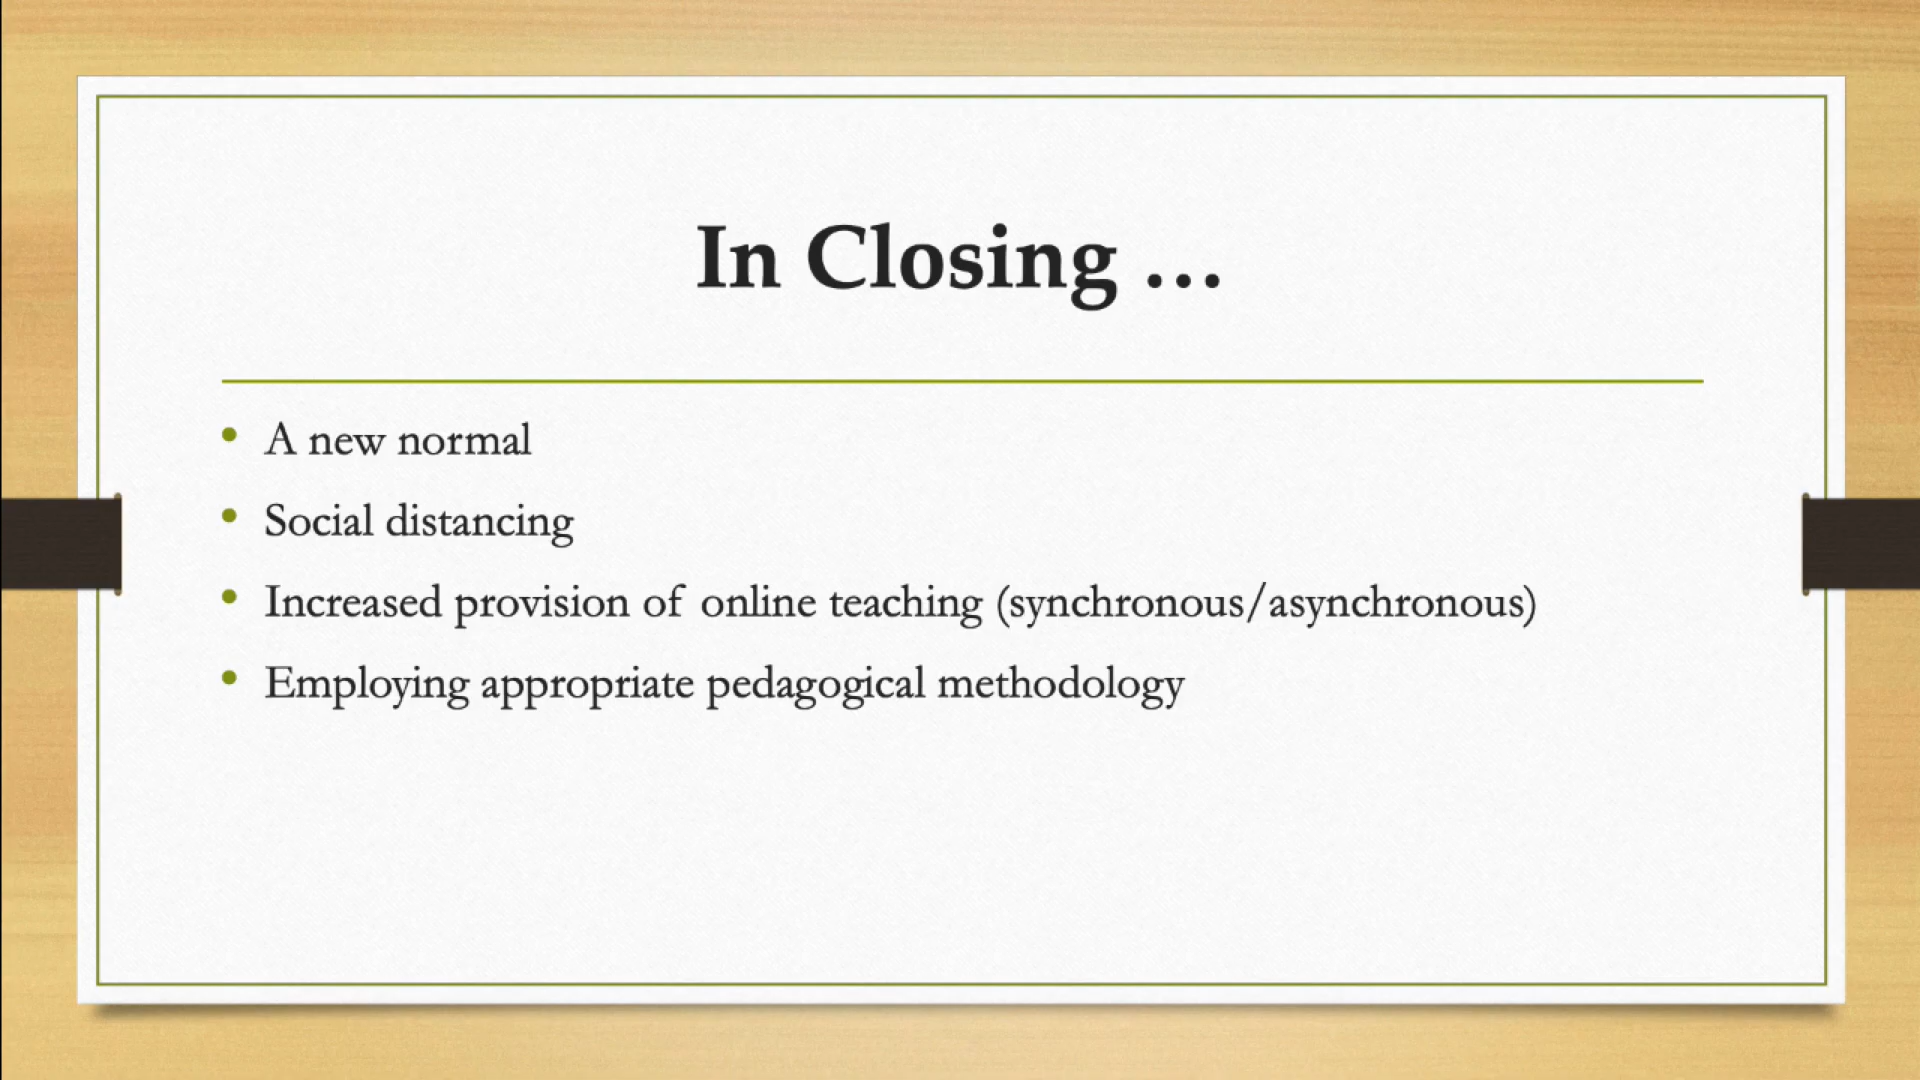 In Closing …
• A new normal
• Social distancing
• Increased provision of online teaching (synchronous/asynchronous)
• Employing appropriate pedagogical methodology